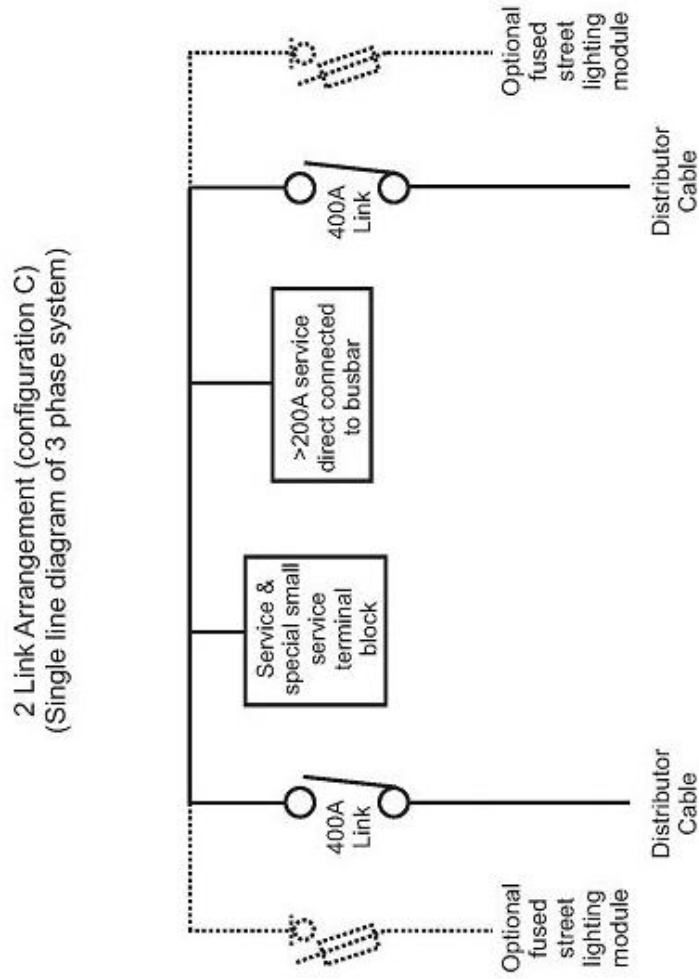 2 Link Arrangement (configuration C)
(Single line diagram of 3 phase system)
Optional
fused
street
lighting
module
400A
Link
Distributor
Cable
Service &
special small
service
terminal
block
>200A service
direct connected
to busbar
400A
Link
Distributor
Cable
Optional
fused
street
lighting
module